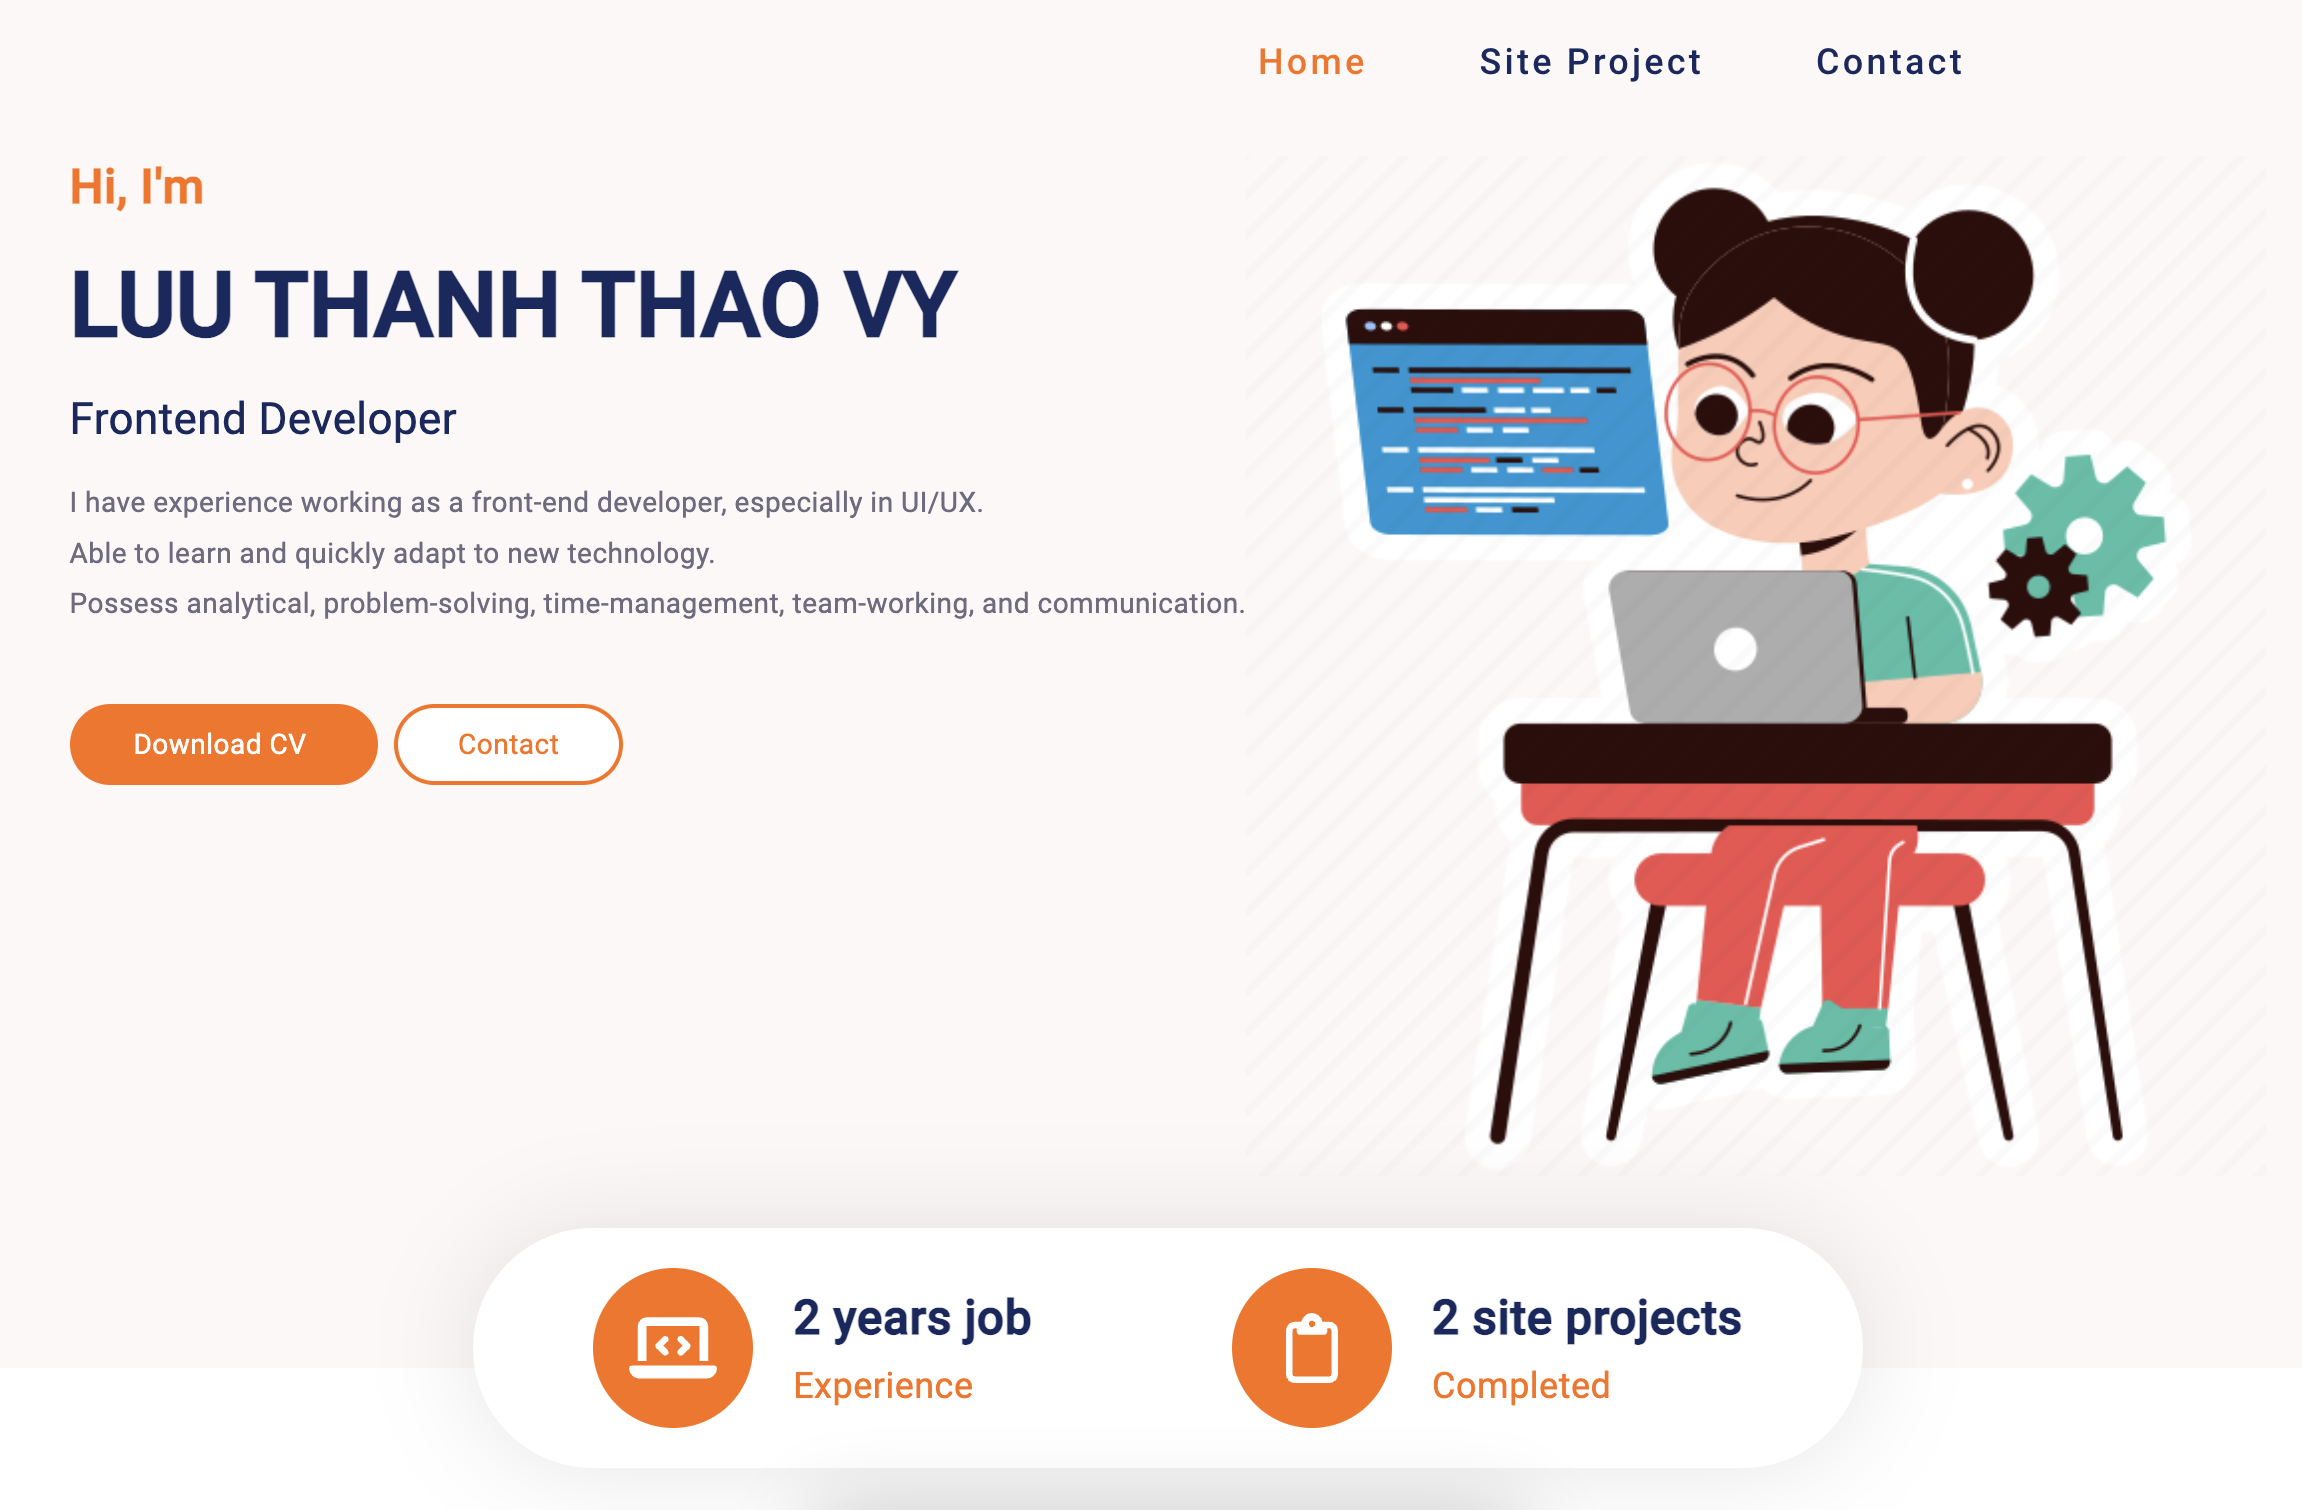 Home Site Project Contact
Hi, I'm
LUU THANH THAO VY
Frontend Developer
I have experience working as a front-end developer, especially in UI/UX.
Able to learn and quickly adapt to new technology.
Possess analytical, problem-solving, time-management, team-working, and communication.
Download CV Contact
2 years job
Experience
2 site projects
Completed